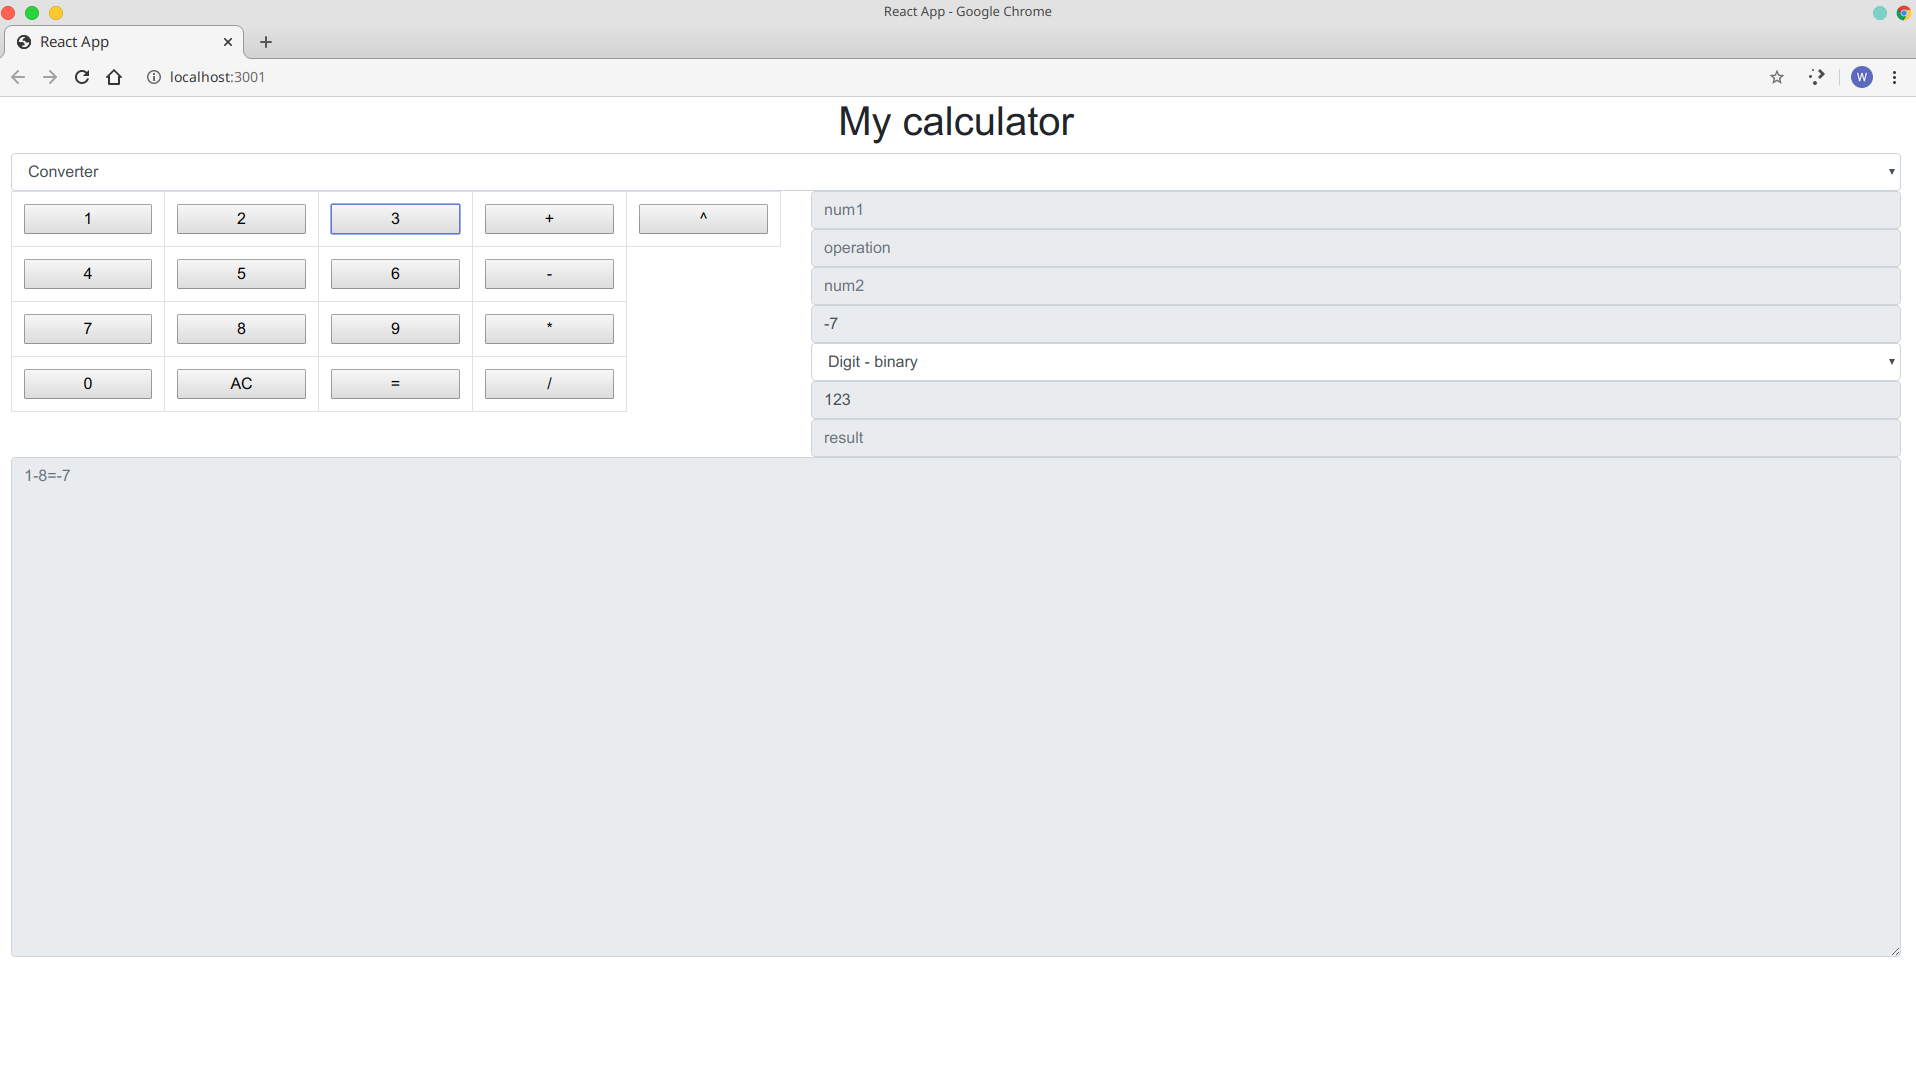 React App - Google Chrome
React App
localhost:3001
W
My calculator
Converter
1 2 3 + ^
4 5 6 -
7 8 9 *
0 AC = /
num1
operation
num2
-7
Digit - binary
123
result
1-8=-7